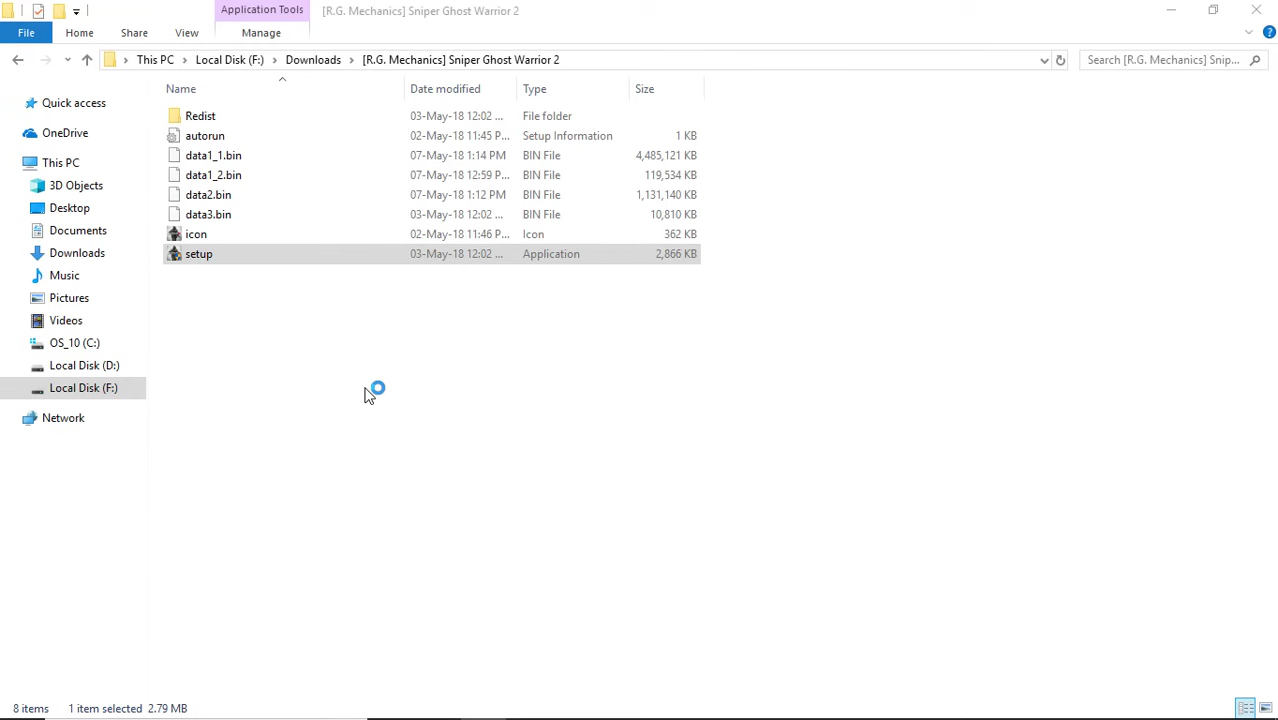 Application Tools
[R.G. Mechanics] Sniper Ghost Warrior 2
File Home Share View Manage
This PC Local Disk (F:) Downloads [R.G. Mechanics] Sniper Ghost Warrior 2 Search [R.G. Mechanics] Snip...
Name Date modified Type Size
Redist 03-May-18 12:02 ... File folder
autorun 02-May-18 11:45 P... Setup Information 1 KB
data1_1.bin 07-May-18 1:14 PM BIN File 4,485,121 KB
data1_2.bin 07-May-18 12:59 P... BIN File 119,534 KB
data2.bin 07-May-18 1:12 PM BIN File 1,131,140 KB
data3.bin 03-May-18 12:02 ... BIN File 10,810 KB
icon 02-May-18 11:46 P... Icon 362 KB
setup 03-May-18 12:02 ... Application 2,866 KB
Quick access
OneDrive
This PC
3D Objects
Desktop
Documents
Downloads
Music
Pictures
Videos
OS_10 (C:)
Local Disk (D:)
Local Disk (F:)
Network
8 items 1 item selected 2.79 MB